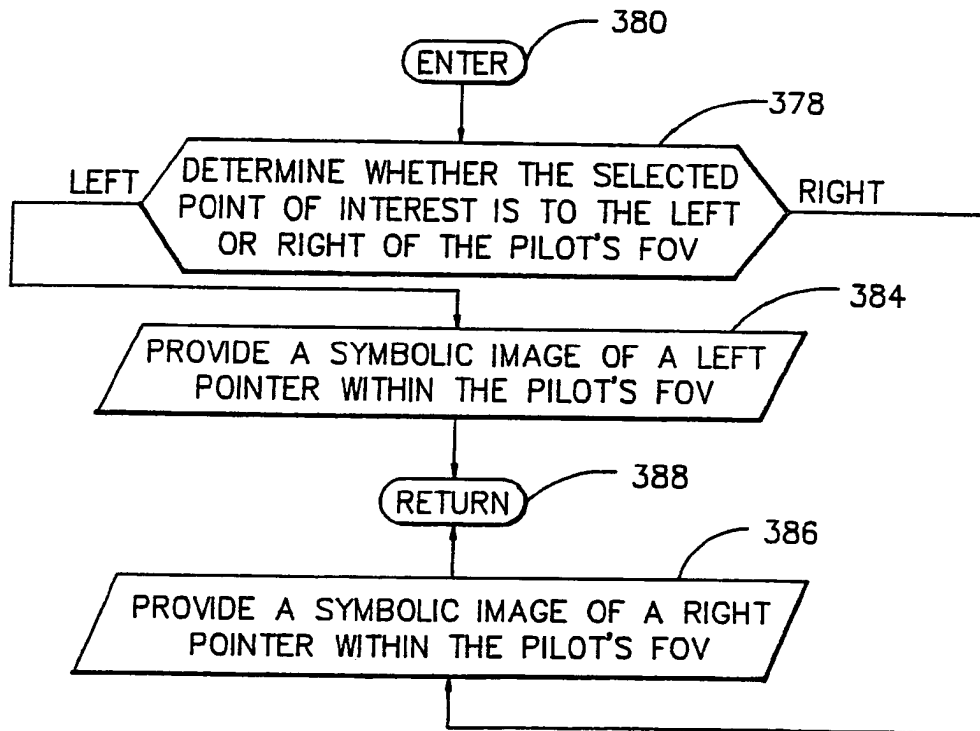 380
ENTER
378
LEFT
DETERMINE WHETHER THE SELECTED
POINT OF INTEREST IS TO THE LEFT
OR RIGHT OF THE PILOT'S FOV
RIGHT
384
PROVIDE A SYMBOLIC IMAGE OF A LEFT
POINTER WITHIN THE PILOT'S FOV
388
RETURN
386
PROVIDE A SYMBOLIC IMAGE OF A RIGHT
POINTER WITHIN THE PILOT'S FOV